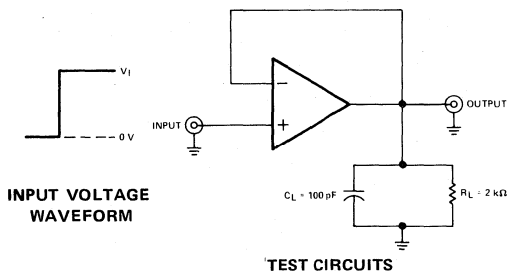 V_I
0 V
INPUT VOLTAGE
WAVEFORM
INPUT
−
+
OUTPUT
C_L = 100 pF
R_L = 2 kΩ
TEST CIRCUITS